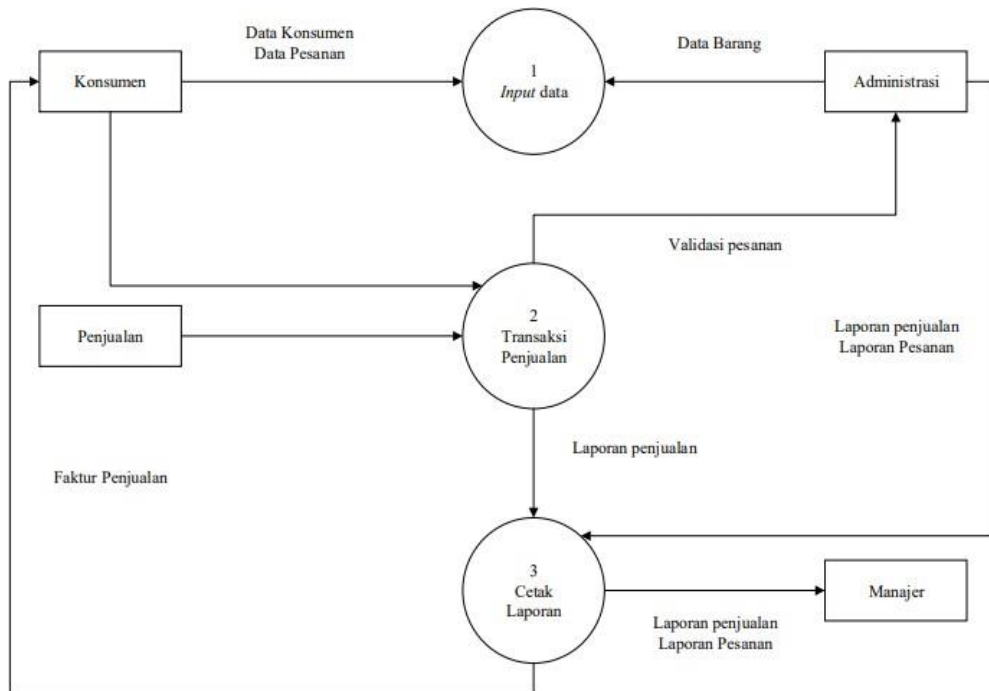 Data Konsumen
Data Pesanan
Data Barang
Konsumen
1
Input data
Administrasi
Validasi pesanan
Penjualan
2
Transaksi
Penjualan
Laporan penjualan
Laporan Pesanan
Laporan penjualan
Faktur Penjualan
3
Cetak
Laporan
Manajer
Laporan penjualan
Laporan Pesanan